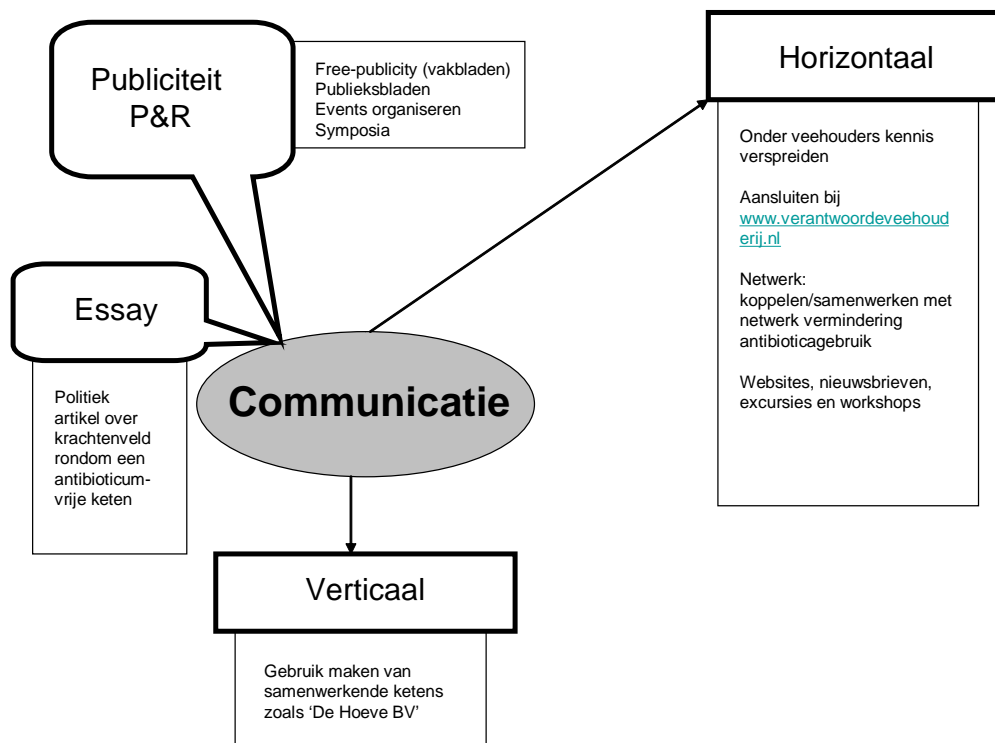 Publiciteit
P&R
Free-publicity (vakbladen)
Publieksbladen
Events organiseren
Symposia
Horizontaal
Onder veehouders kennis
verspreiden
Aansluiten bij
www.verantwoordeveehoud
erij.nl
Netwerk:
koppelen/samenwerken met
netwerk vermindering
antibioticagebruik
Websites, nieuwsbrieven,
excursies en workshops
Essay
Politiek
artikel over
krachtenveld
rondom een
antibioticum-
vrije keten
Communicatie
Verticaal
Gebruik maken van
samenwerkende ketens
zoals ‘De Hoeve BV’